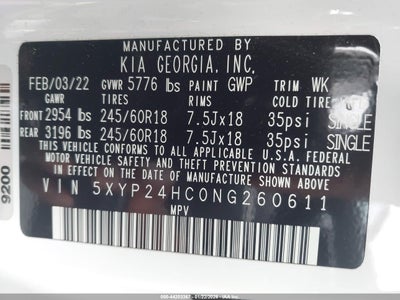 MANUFACTURED BY
KIA GEORGIA, INC,
FEB/03/22 GVWR 5776 lbs PAINT GWP TRIM WK
GAWR TIRES RIMS COLD TIRE
FRONT 2954 lbs 245/60R18 7.5Jx18 35psi SINGLE
REAR 3196 lbs 245/60R18 7.5Jx18 35psi SINGLE
THIS VEHICLE CONFORMS TO ALL APPLICABLE U.S.A. FEDERAL
MOTOR VEHICLE SAFETY AND THEFT PREVENTION STANDARDS
IN EFFECT ON THE DATE OF MANUFACTURE SHOWN ABOVE
VIN 5XYP24HC0NG260611
MPV
9200